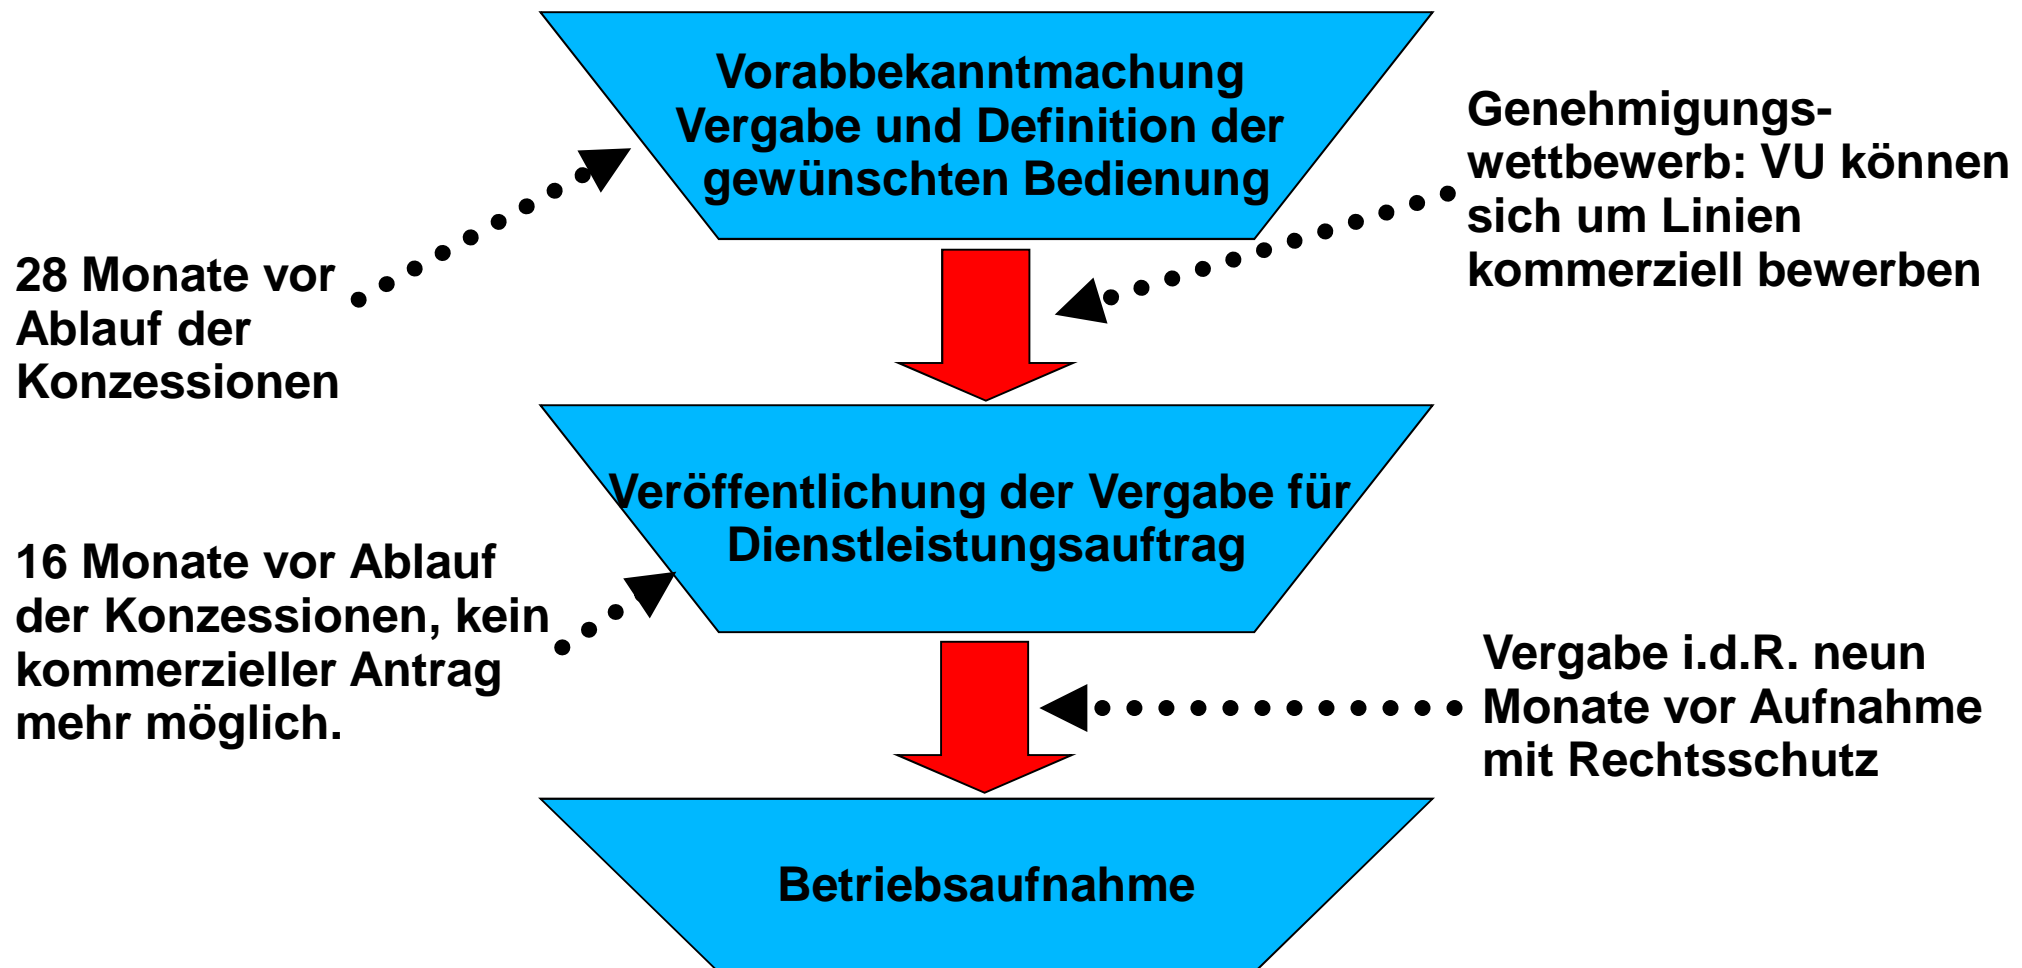 Vorabbekanntmachung
Vergabe und Definition der
gewünschten Bedienung
Genehmigungs-
wettbewerb: VU können
sich um Linien
kommerziell bewerben
28 Monate vor
Ablauf der
Konzessionen
Veröffentlichung der Vergabe für
Dienstleistungsauftrag
16 Monate vor Ablauf
der Konzessionen, kein
kommerzieller Antrag
mehr möglich.
Vergabe i.d.R. neun
Monate vor Aufnahme
mit Rechtsschutz
Betriebsaufnahme